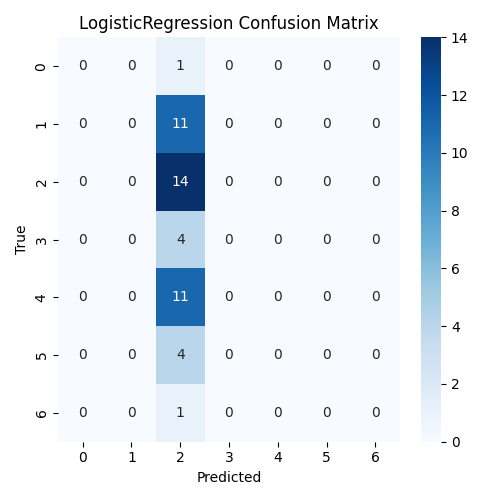 LogisticRegression Confusion Matrix
0 0 0 1 0 0 0 0
1 0 0 11 0 0 0 0
2 0 0 14 0 0 0 0
3 0 0 4 0 0 0 0
4 0 0 11 0 0 0 0
5 0 0 4 0 0 0 0
6 0 0 1 0 0 0 0
0 1 2 3 4 5 6
True
Predicted
14
12
10
8
6
4
2
0